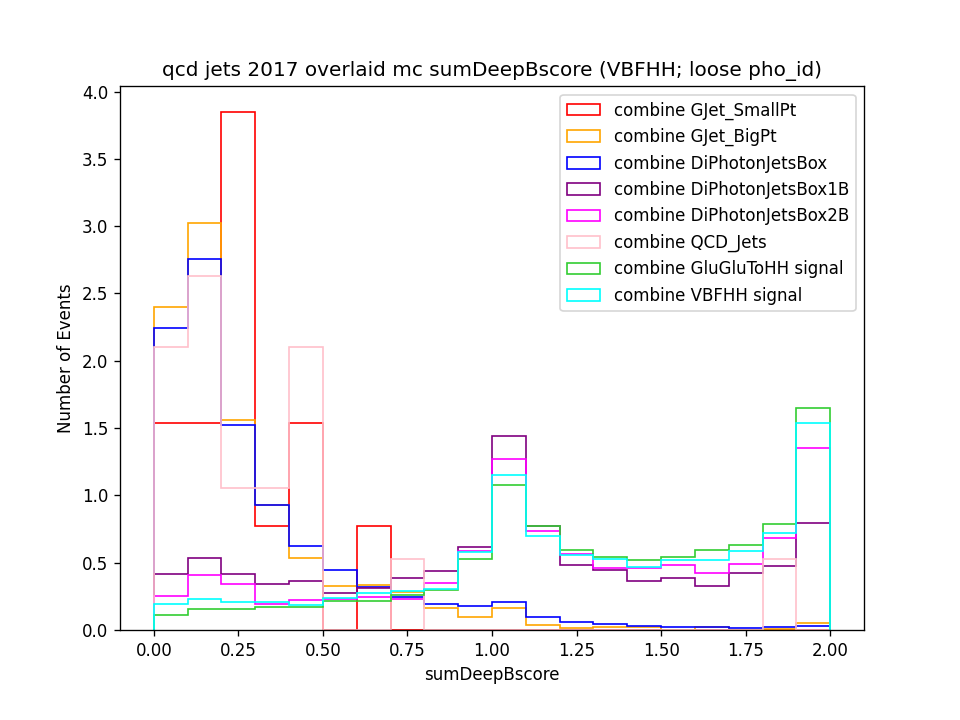 qcd jets 2017 overlaid mc sumDeepBscore (VBFHH; loose pho_id)
Number of Events
4.0
3.5
3.0
2.5
2.0
1.5
1.0
0.5
0.0
combine GJet_SmallPt
combine GJet_BigPt
combine DiPhotonJetsBox
combine DiPhotonJetsBox1B
combine DiPhotonJetsBox2B
combine QCD_Jets
combine GluGluToHH signal
combine VBFHH signal
0.00 0.25 0.50 0.75 1.00 1.25 1.50 1.75 2.00
sumDeepBscore